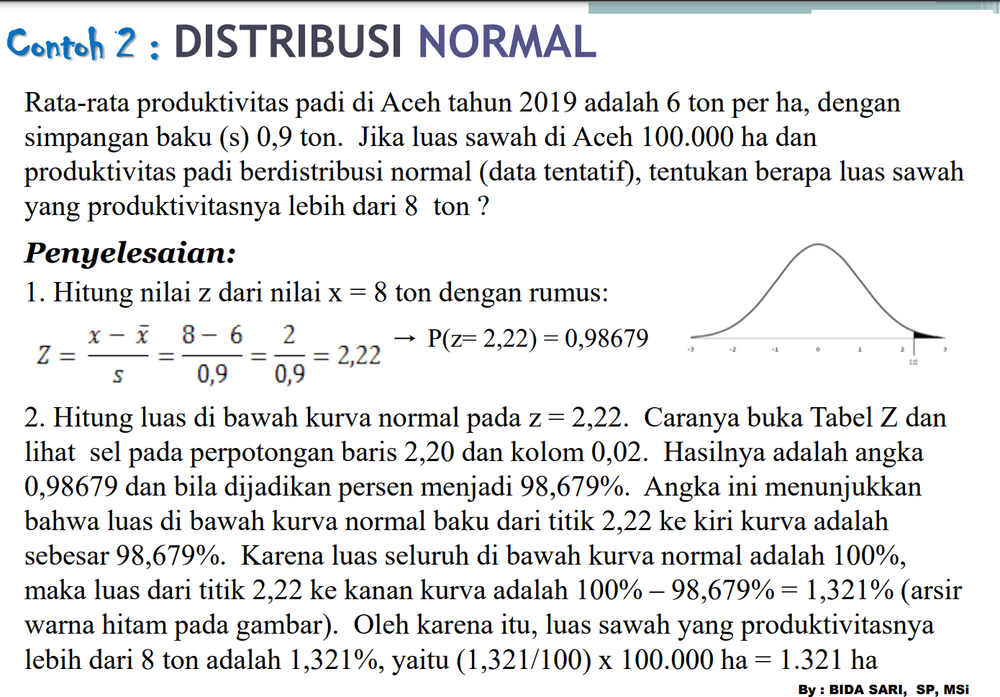 Contoh 2 : DISTRIBUSI NORMAL
Rata-rata produktivitas padi di Aceh tahun 2019 adalah 6 ton per ha, dengan
simpangan baku (s) 0,9 ton. Jika luas sawah di Aceh 100.000 ha dan
produktivitas padi berdistribusi normal (data tentatif), tentukan berapa luas sawah
yang produktivitasnya lebih dari 8 ton ?
Penyelesaian:
1. Hitung nilai z dari nilai x = 8 ton dengan rumus:
Z = (x − x̄)/s = (8 − 6)/0,9 = 2/0,9 = 2,22 → P(z= 2,22) = 0,98679
-3 -2 -1 0 1 2 3
2. Hitung luas di bawah kurva normal pada z = 2,22. Caranya buka Tabel Z dan
lihat sel pada perpotongan baris 2,20 dan kolom 0,02. Hasilnya adalah angka
0,98679 dan bila dijadikan persen menjadi 98,679%. Angka ini menunjukkan
bahwa luas di bawah kurva normal baku dari titik 2,22 ke kiri kurva adalah
sebesar 98,679%. Karena luas seluruh di bawah kurva normal adalah 100%,
maka luas dari titik 2,22 ke kanan kurva adalah 100% – 98,679% = 1,321% (arsir
warna hitam pada gambar). Oleh karena itu, luas sawah yang produktivitasnya
lebih dari 8 ton adalah 1,321%, yaitu (1,321/100) x 100.000 ha = 1.321 ha
By : BIDA SARI, SP, MSi